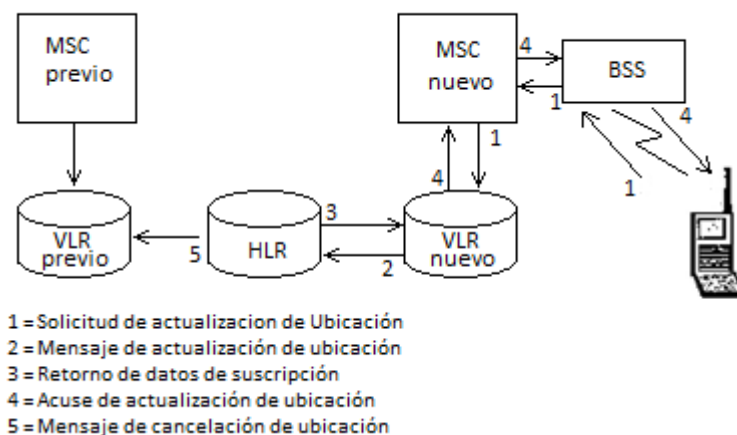 MSC
previo
MSC
nuevo
4
1
BSS
4
1
1
4
VLR
previo
5
HLR
3
2
VLR
nuevo
1 = Solicitud de actualizacion de Ubicación
2 = Mensaje de actualización de ubicación
3 = Retorno de datos de suscripción
4 = Acuse de actualización de ubicación
5 = Mensaje de cancelación de ubicación